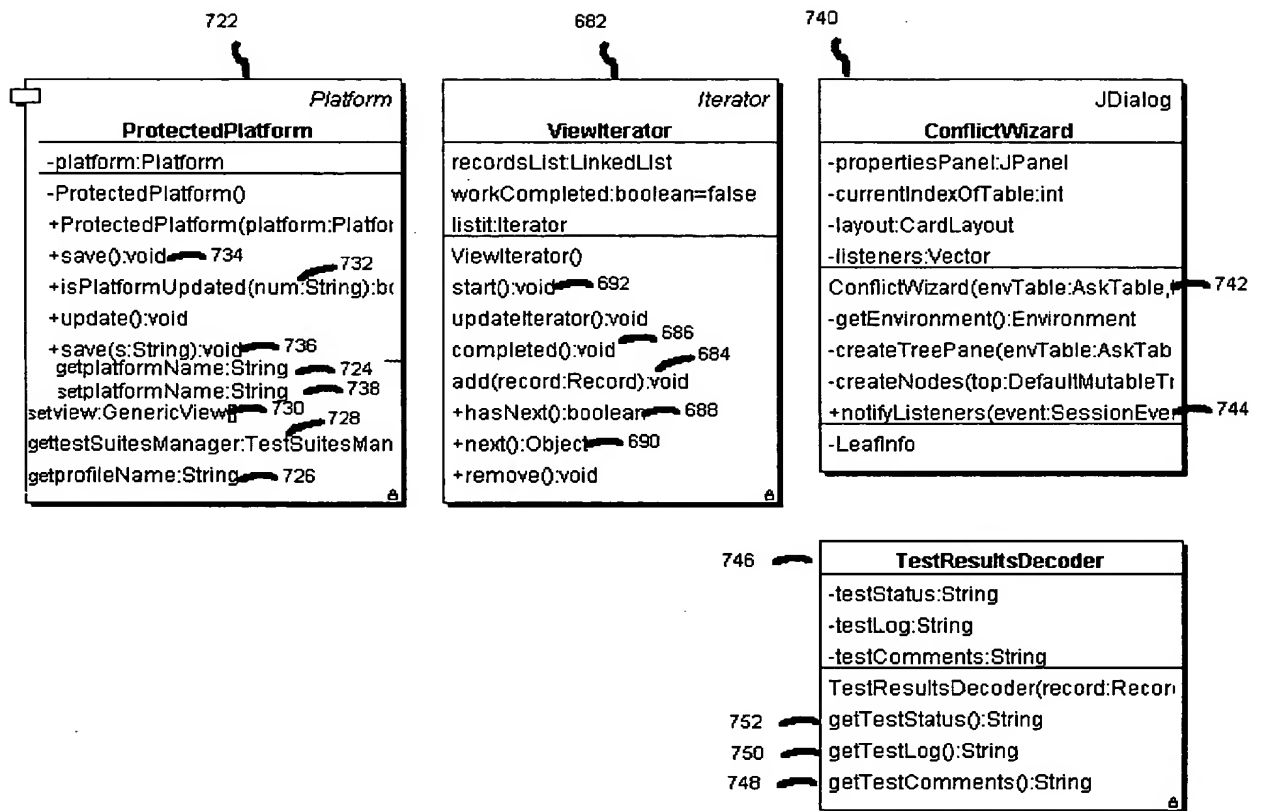 722
682
740
Platform
ProtectedPlatform
-platform:Platform
-ProtectedPlatform()
+ProtectedPlatform(platform:Platfor
+save():void 734
732
+isPlatformUpdated(num:String):bo
+update():void
+save(s:String):void 736
getplatformName:String 724
setplatformName:String 738
setview:GenericView 730
728
gettestSuitesManager:TestSuitesMan
getprofileName:String 726
Iterator
ViewIterator
recordsList:LinkedList
workCompleted:boolean=false
listit:Iterator
ViewIterator()
start():void 692
updateIterator():void
686
completed():void
684
add(record:Record):void
+hasNext():boolean 688
+next():Object 690
+remove():void
JDialog
ConflictWizard
-propertiesPanel:JPanel
-currentIndexOfTable:int
-layout:CardLayout
-listeners:Vector
ConflictWizard(envTable:AskTable, 742
-getEnvironment():Environment
-createTreePane(envTable:AskTab
-createNodes(top:DefaultMutableTr
+notifyListeners(event:SessionEver 744
-LeafInfo
746
TestResultsDecoder
-testStatus:String
-testLog:String
-testComments:String
TestResultsDecoder(record:Recor
752 getTestStatus():String
750 getTestLog():String
748 getTestComments():String